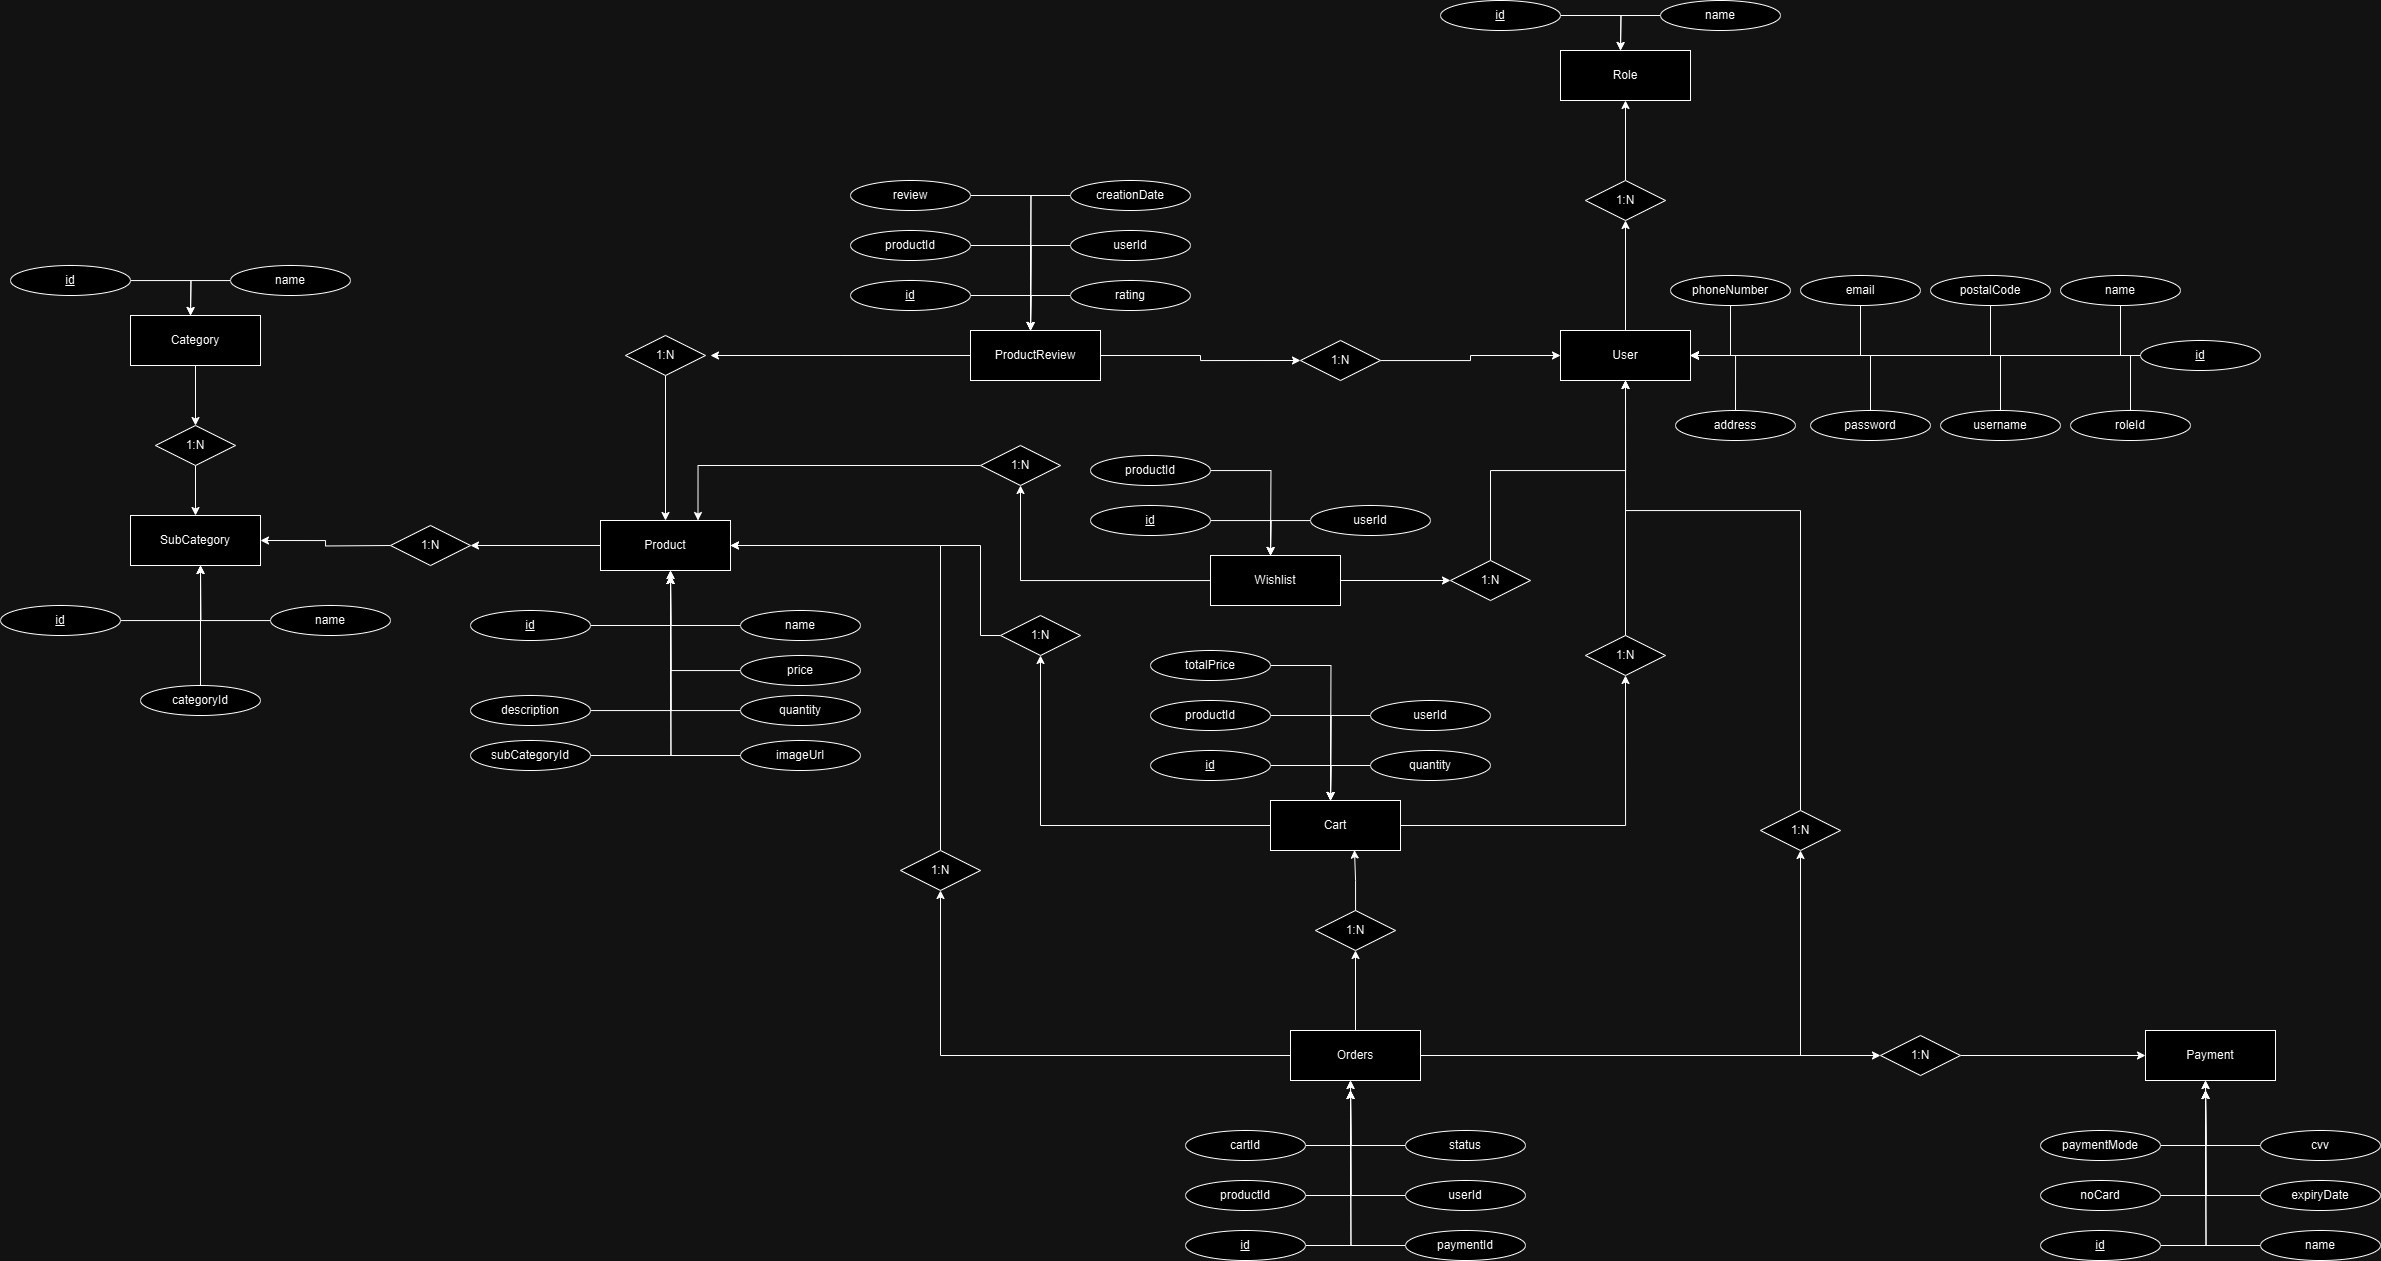 id
name
Role
1:N
review
creationDate
productId
userId
id
rating
id
name
Category
phoneNumber
email
postalCode
name
1:N
ProductReview
1:N
User
id
address
password
username
roleId
1:N
1:N
productId
id
userId
SubCategory
1:N
Product
Wishlist
1:N
id
name
categoryId
id
name
price
description
quantity
subCategoryId
imageUrl
1:N
1:N
totalPrice
productId
userId
id
quantity
Cart
1:N
1:N
1:N
Orders
1:N
Payment
cartId
status
productId
userId
id
paymentId
paymentMode
cvv
noCard
expiryDate
id
name